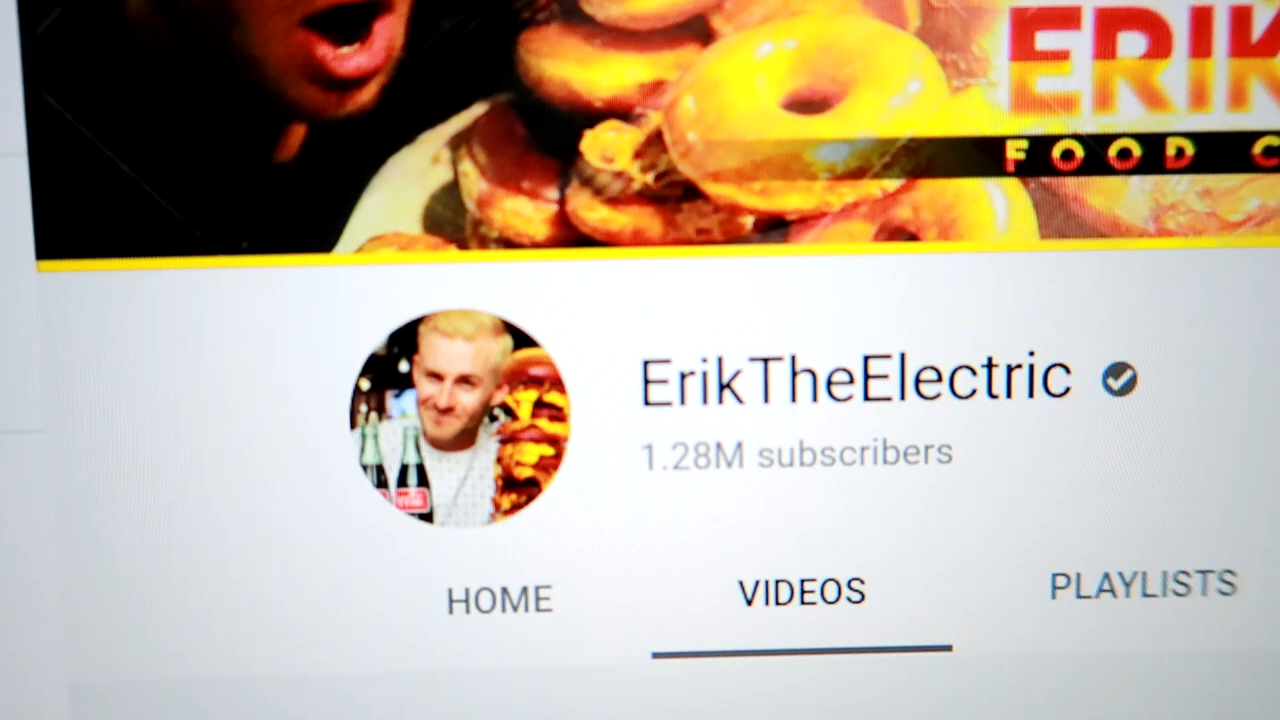 ERIK
FOOD C
ErikTheElectric
1.28M subscribers
HOME
VIDEOS
PLAYLISTS